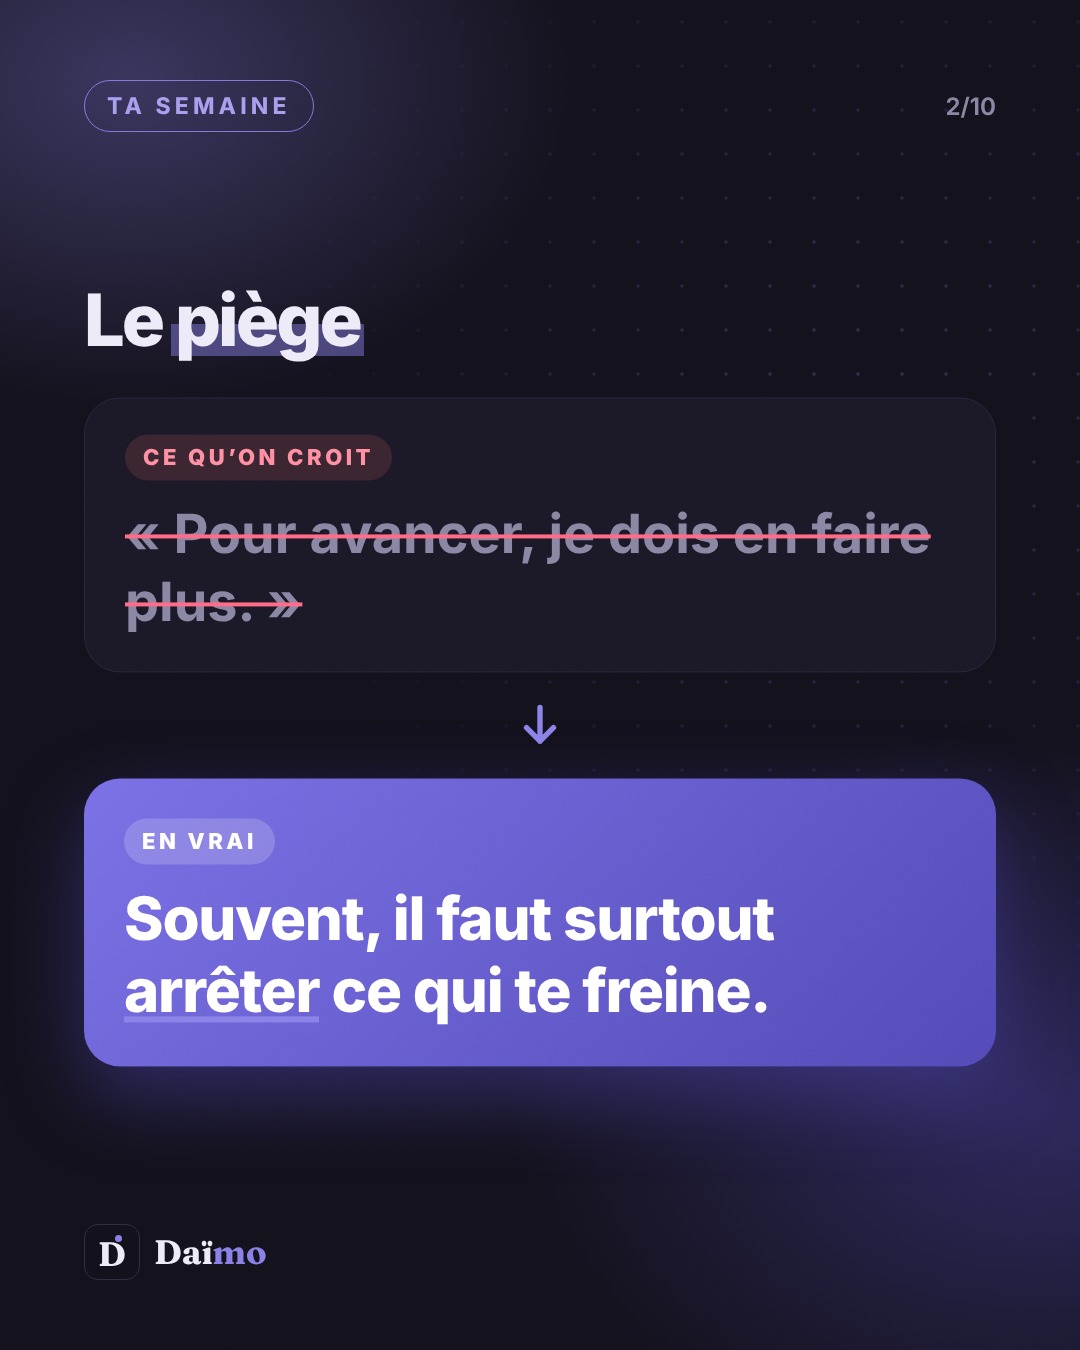 TA SEMAINE
2/10
Le piège
CE QU’ON CROIT
« Pour avancer, je dois en faire
plus. »
EN VRAI
Souvent, il faut surtout
arrêter ce qui te freine.
D
Daïmo